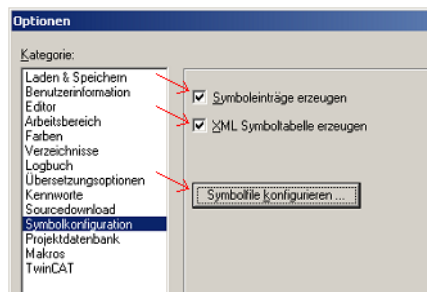 Optionen
Kategorie:
Laden & Speichern
Benutzerinformation
Editor
Arbeitsbereich
Farben
Verzeichnisse
Logbuch
Übersetzungsoptionen
Kennworte
Sourcedownload
Symbolkonfiguration
Projektdatenbank
Makros
TwinCAT
Symboleinträge erzeugen
XML Symboltabelle erzeugen
Symbolfile konfigurieren ...